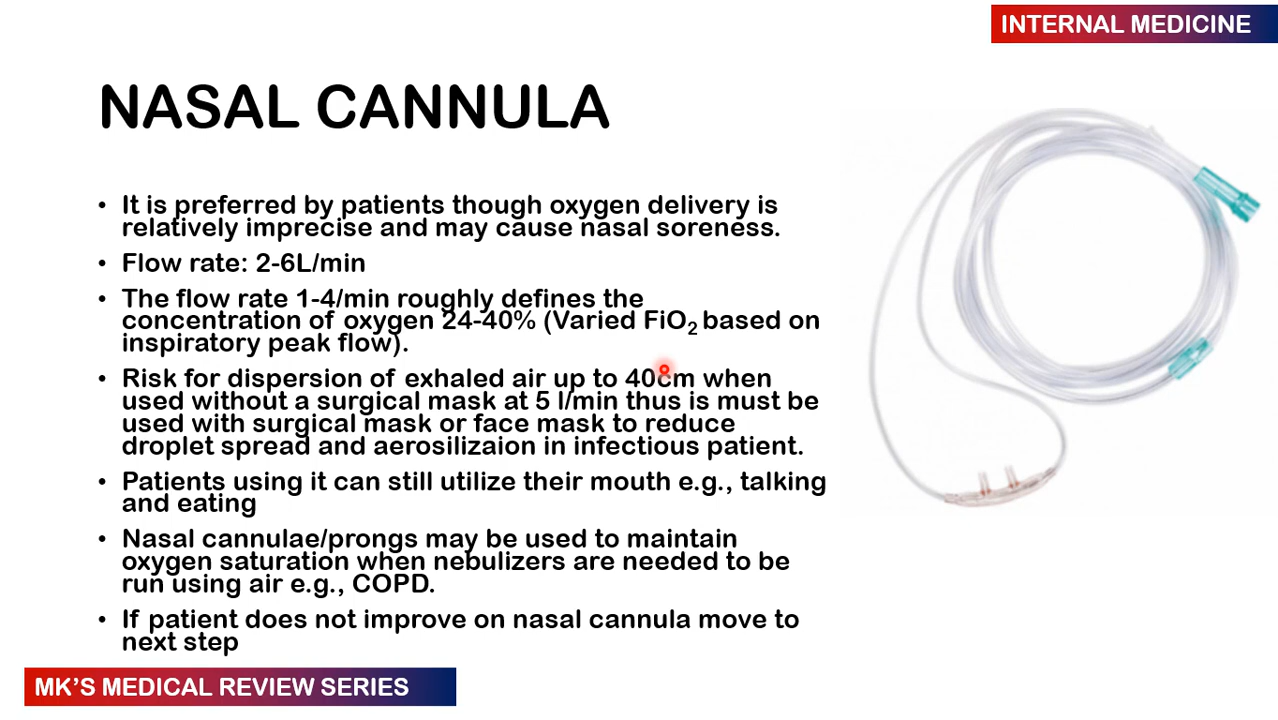 INTERNAL MEDICINE
NASAL CANNULA
• It is preferred by patients though oxygen delivery is
relatively imprecise and may cause nasal soreness.
• Flow rate: 2-6L/min
• The flow rate 1-4/min roughly defines the
concentration of oxygen 24-40% (Varied FiO₂ based on
inspiratory peak flow).
• Risk for dispersion of exhaled air up to 40cm when
used without a surgical mask at 5 l/min thus is must be
used with surgical mask or face mask to reduce
droplet spread and aerosilizaion in infectious patient.
• Patients using it can still utilize their mouth e.g., talking
and eating
• Nasal cannulae/prongs may be used to maintain
oxygen saturation when nebulizers are needed to be
run using air e.g., COPD.
• If patient does not improve on nasal cannula move to
next step
MK'S MEDICAL REVIEW SERIES